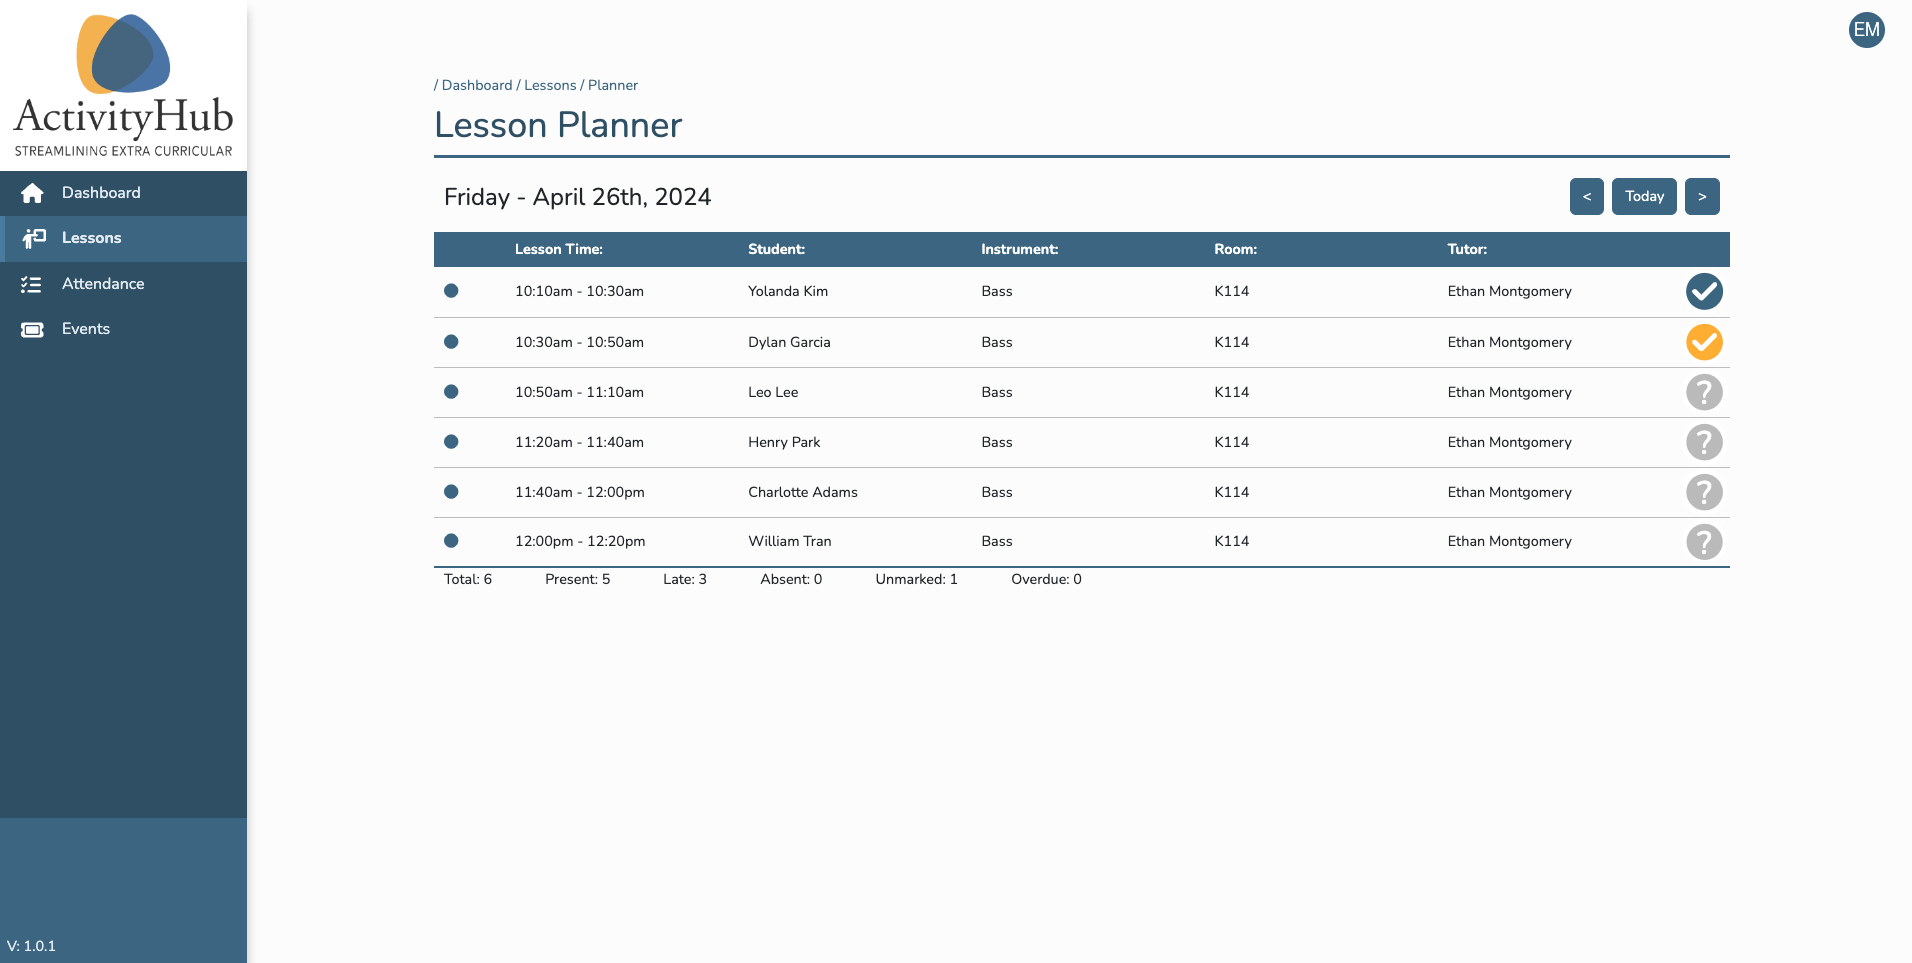 ActivityHub
STREAMLINING EXTRA CURRICULAR
Dashboard
Lessons
Attendance
Events
V: 1.0.1
EM
/ Dashboard / Lessons / Planner
Lesson Planner
Friday - April 26th, 2024
< Today >
Lesson Time: Student: Instrument: Room: Tutor:
10:10am - 10:30am Yolanda Kim Bass K114 Ethan Montgomery
10:30am - 10:50am Dylan Garcia Bass K114 Ethan Montgomery
10:50am - 11:10am Leo Lee Bass K114 Ethan Montgomery ?
11:20am - 11:40am Henry Park Bass K114 Ethan Montgomery ?
11:40am - 12:00pm Charlotte Adams Bass K114 Ethan Montgomery ?
12:00pm - 12:20pm William Tran Bass K114 Ethan Montgomery ?
Total: 6 Present: 5 Late: 3 Absent: 0 Unmarked: 1 Overdue: 0